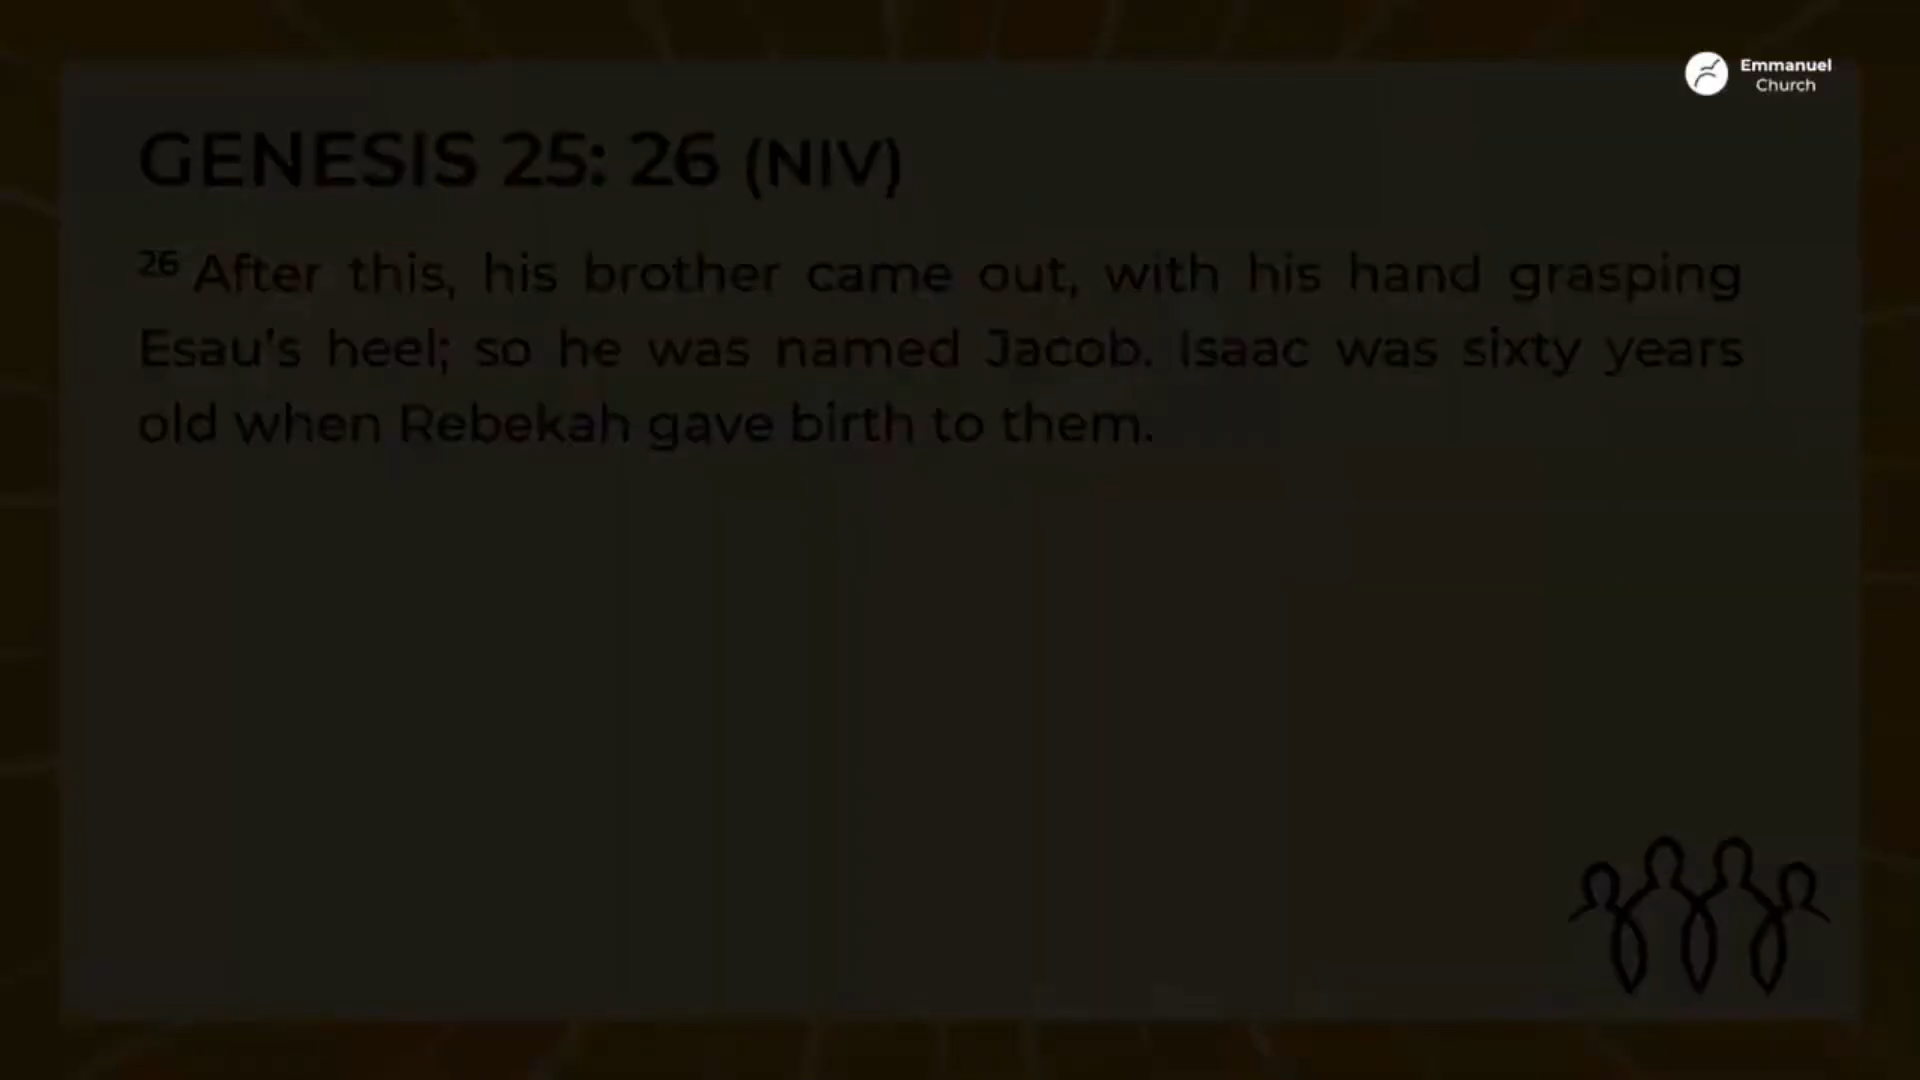 Emmanuel
Church
GENESIS 25: 26 (NIV)
26 After this, his brother came out, with his hand grasping
Esau's heel; so he was named Jacob. Isaac was sixty years
old when Rebekah gave birth to them.